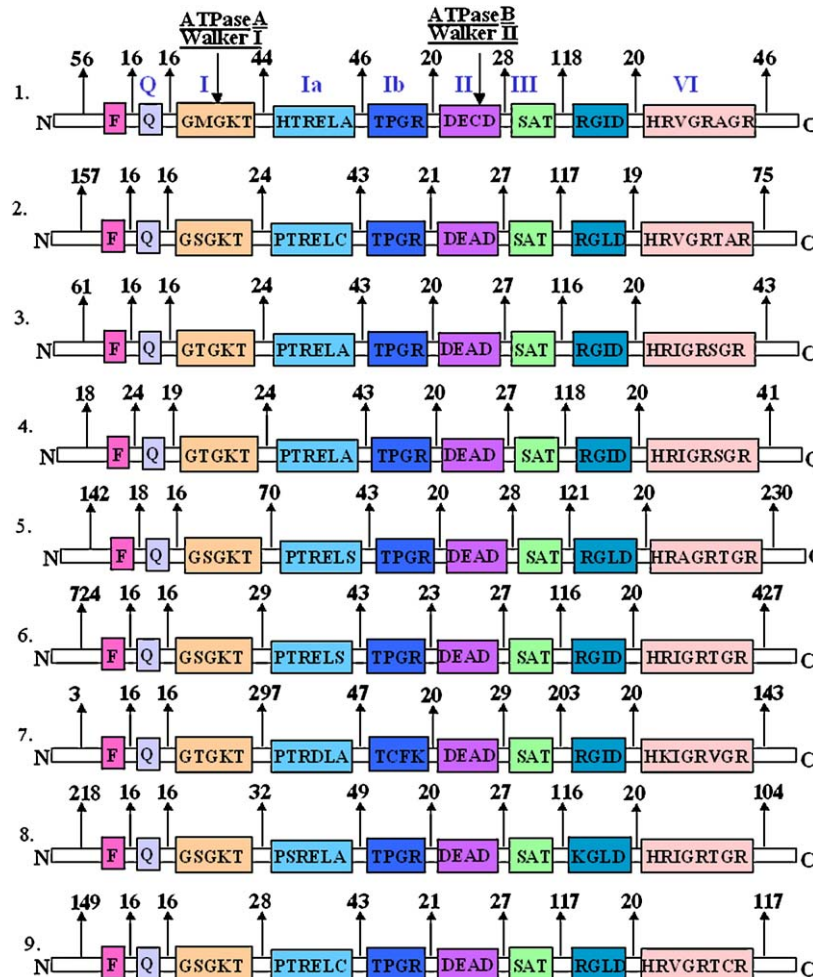 ATPase A
Walker I
ATPase B
Walker II
56 16 16 44 46 20 28 118 20 46
Q I Ia Ib II III VI
1. N F Q GMGKT HTRELA TPGR DECD SAT RGID HRVGRAGR C
157 16 16 24 43 21 27 117 19 75
2. N F Q GSGKT PTRELC TPGR DEAD SAT RGLD HRVGRTAR C
61 16 16 24 43 20 27 116 20 43
3. N F Q GTGKT PTRELA TPGR DEAD SAT RGID HRIGRSGR C
18 24 19 24 43 20 27 118 20 41
4. N F Q GTGKT PTRELA TPGR DEAD SAT RGID HRIGRSGR C
142 18 16 70 43 20 28 121 20 230
5. N F Q GSGKT PTRELS TPGR DEAD SAT RGLD HRAGRTGR C
724 16 16 29 43 23 27 116 20 427
6. N F Q GSGKT PTRELS TPGR DEAD SAT RGID HRIGRTGR C
3 16 16 297 47 20 29 203 20 143
7. N F Q GTGKT PTRDLA TCFK DEAD SAT RGID HKIGRVGR C
218 16 16 32 49 20 27 116 20 104
8. N F Q GSGKT PSRELA TPGR DEAD SAT KGLD HRIGRTGR C
149 16 16 28 43 21 27 117 20 117
9. N F Q GSGKT PTRELC TPGR DEAD SAT RGLD HRVGRTCR C